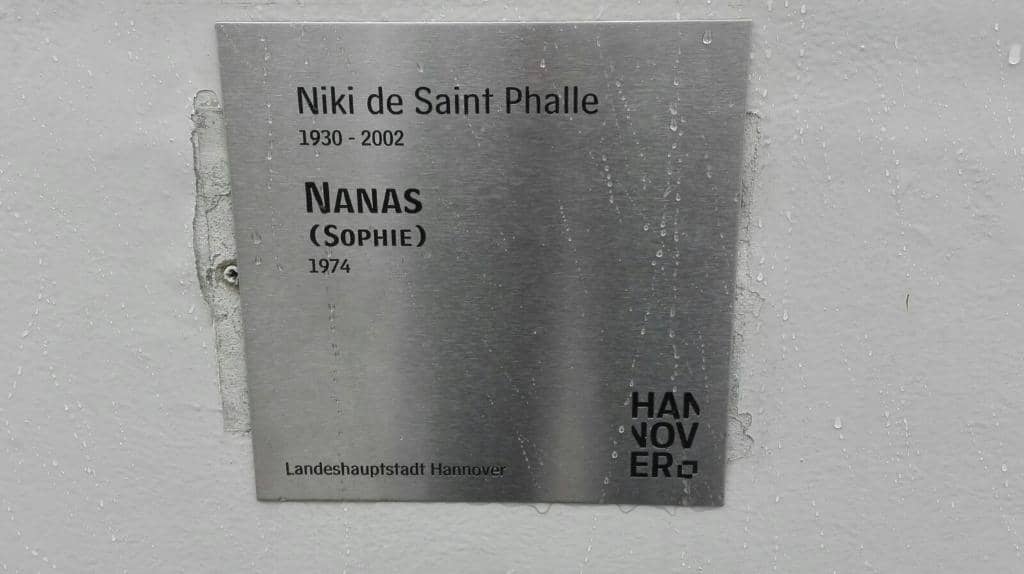 Niki de Saint Phalle
1930 - 2002
NANAS
(SOPHIE)
1974
Landeshauptstadt Hannover
HAN
NOV
ER